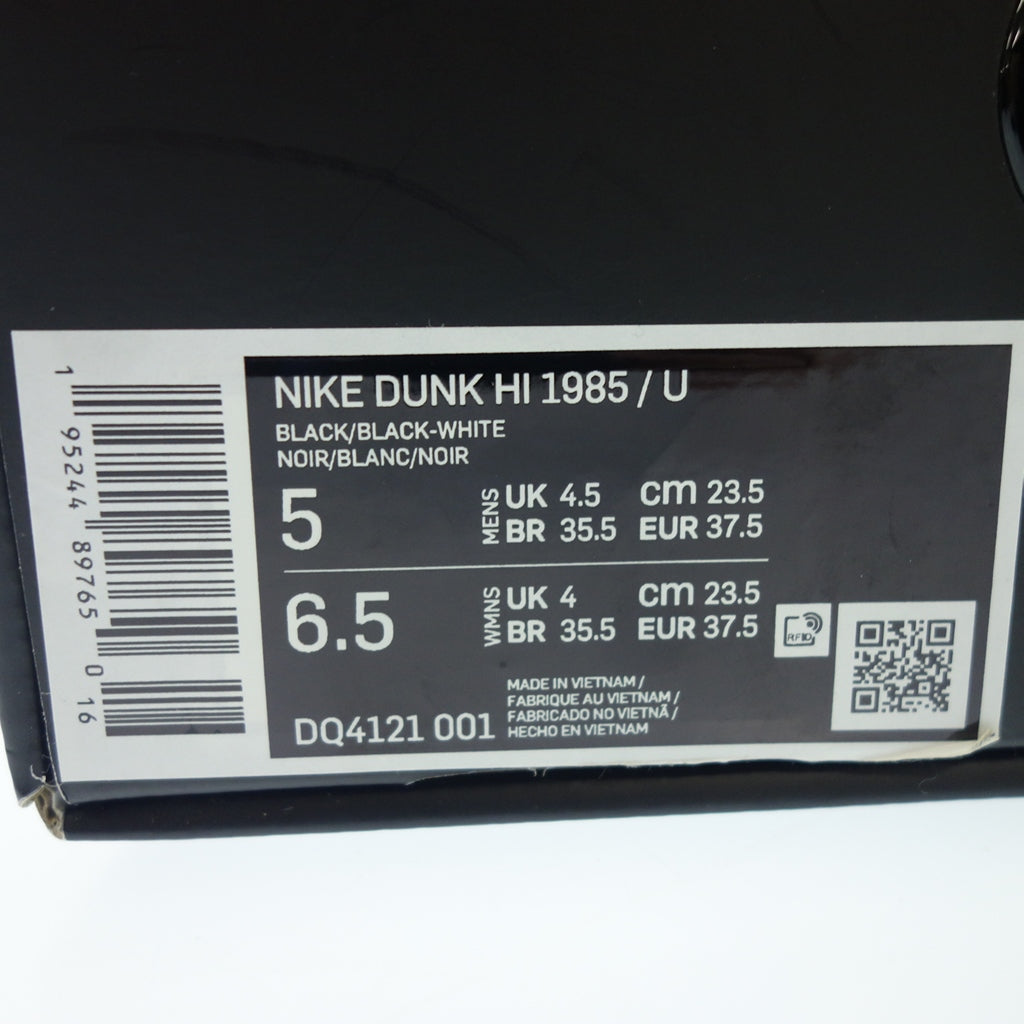 NIKE DUNK HI 1985 / U
BLACK/BLACK-WHITE
NOIR/BLANC/NOIR
5 MENS UK 4.5 cm 23.5
BR 35.5 EUR 37.5
6.5 WMNS UK 4 cm 23.5
BR 35.5 EUR 37.5
RFID
MADE IN VIETNAM /
FABRIQUE AU VIETNAM /
FABRICADO NO VIETNÃ /
HECHO EN VIETNAM
DQ4121 001
1 95244 89765 0 16